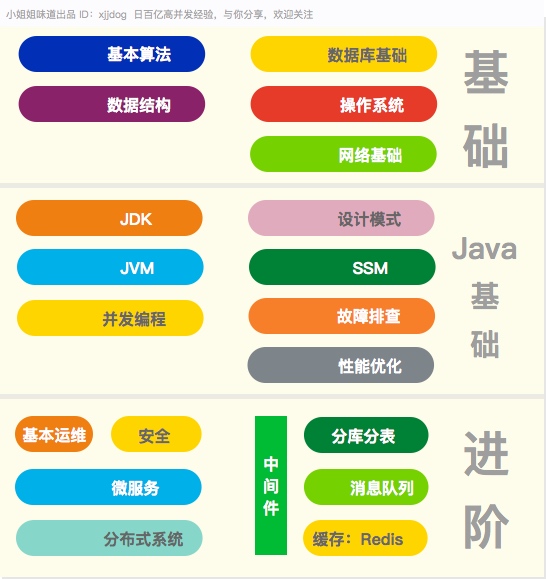 小姐姐味道出品 ID：xjjdog 日百亿高并发经验，与你分享，欢迎关注
基本算法
数据库基础
数据结构
操作系统
网络基础
基础
JDK
设计模式
JVM
SSM
并发编程
故障排查
性能优化
Java
基
础
基本运维
安全
微服务
分布式系统
中间件
分库分表
消息队列
缓存：Redis
进阶